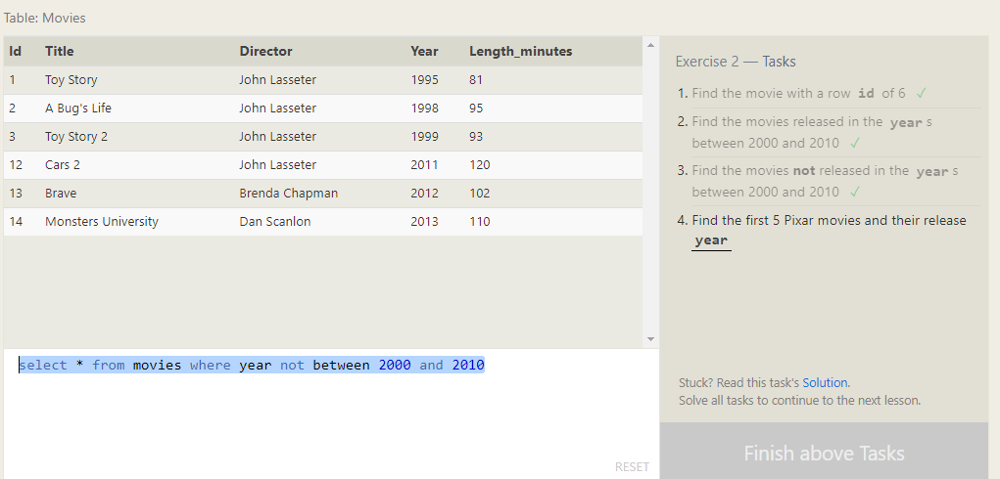 Table: Movies
Id Title Director Year Length_minutes
1 Toy Story John Lasseter 1995 81
2 A Bug's Life John Lasseter 1998 95
3 Toy Story 2 John Lasseter 1999 93
12 Cars 2 John Lasseter 2011 120
13 Brave Brenda Chapman 2012 102
14 Monsters University Dan Scanlon 2013 110
select * from movies where year not between 2000 and 2010
RESET
Exercise 2 — Tasks
1. Find the movie with a row id of 6 ✓
2. Find the movies released in the year s
between 2000 and 2010 ✓
3. Find the movies not released in the year s
between 2000 and 2010 ✓
4. Find the first 5 Pixar movies and their release
year
Stuck? Read this task's Solution.
Solve all tasks to continue to the next lesson.
Finish above Tasks